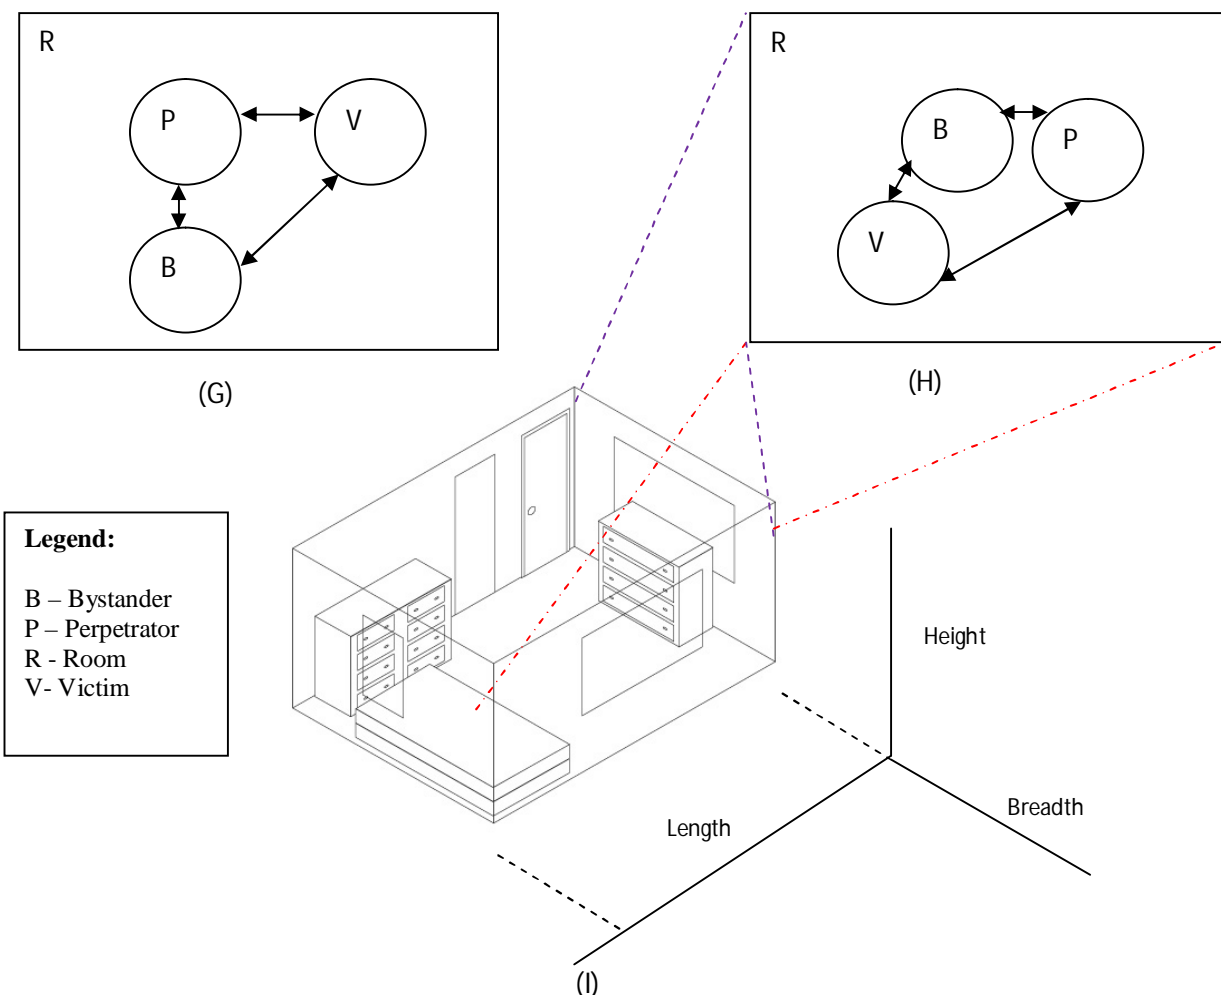 R
P
V
B
(G)
R
B
P
V
(H)
Legend:
B – Bystander
P – Perpetrator
R - Room
V- Victim
Height
Length
Breadth
(I)